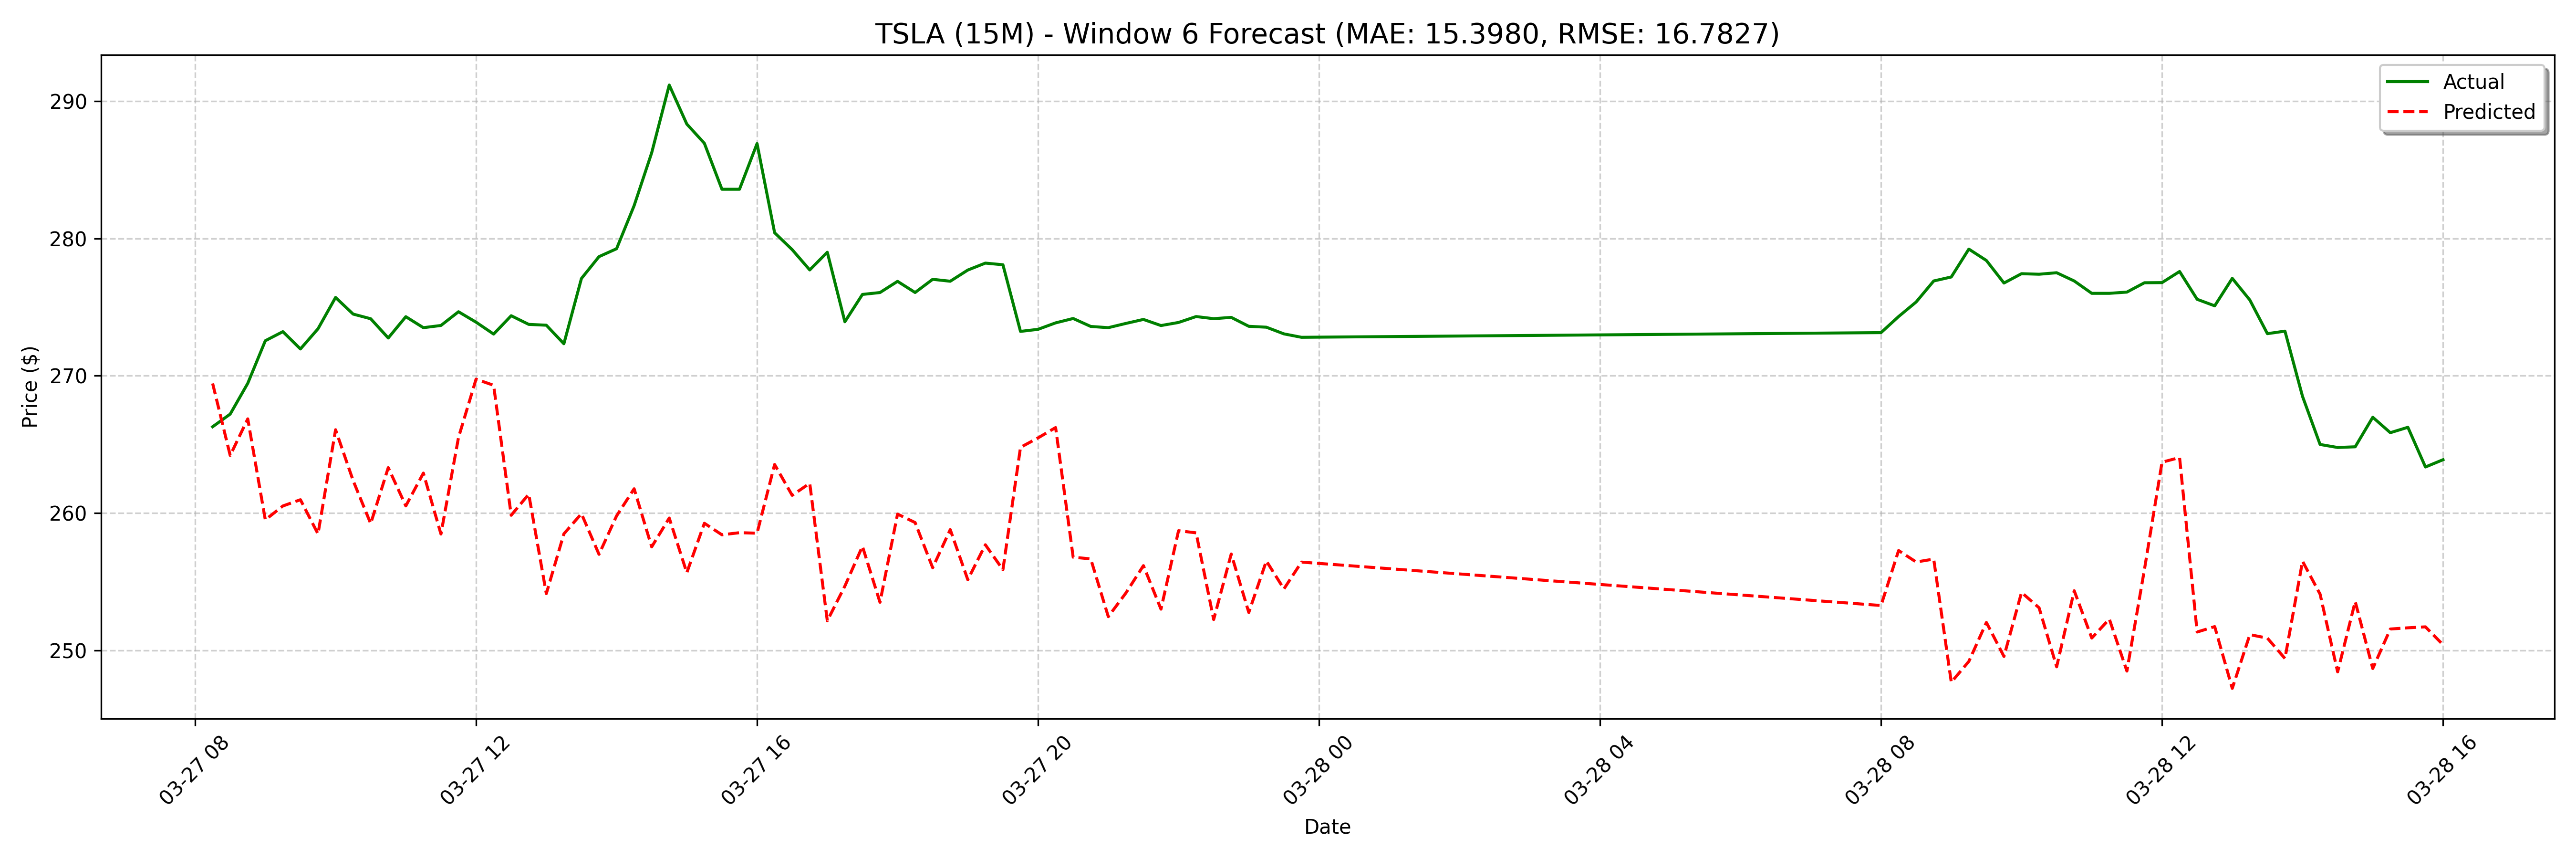 TSLA (15M) - Window 6 Forecast (MAE: 15.3980, RMSE: 16.7827)
Actual
Predicted
Price ($)
290
280
270
260
250
03-27 08
03-27 12
03-27 16
03-27 20
03-28 00
03-28 04
03-28 08
03-28 12
03-28 16
Date